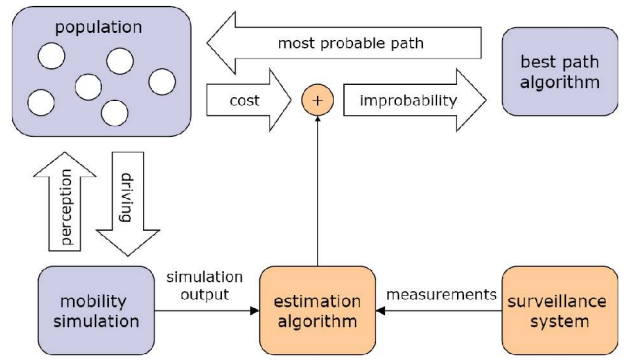 population
most probable path
best path
algorithm
cost
+
improbability
perception
driving
simulation
output
mobility
simulation
estimation
algorithm
measurements
surveillance
system